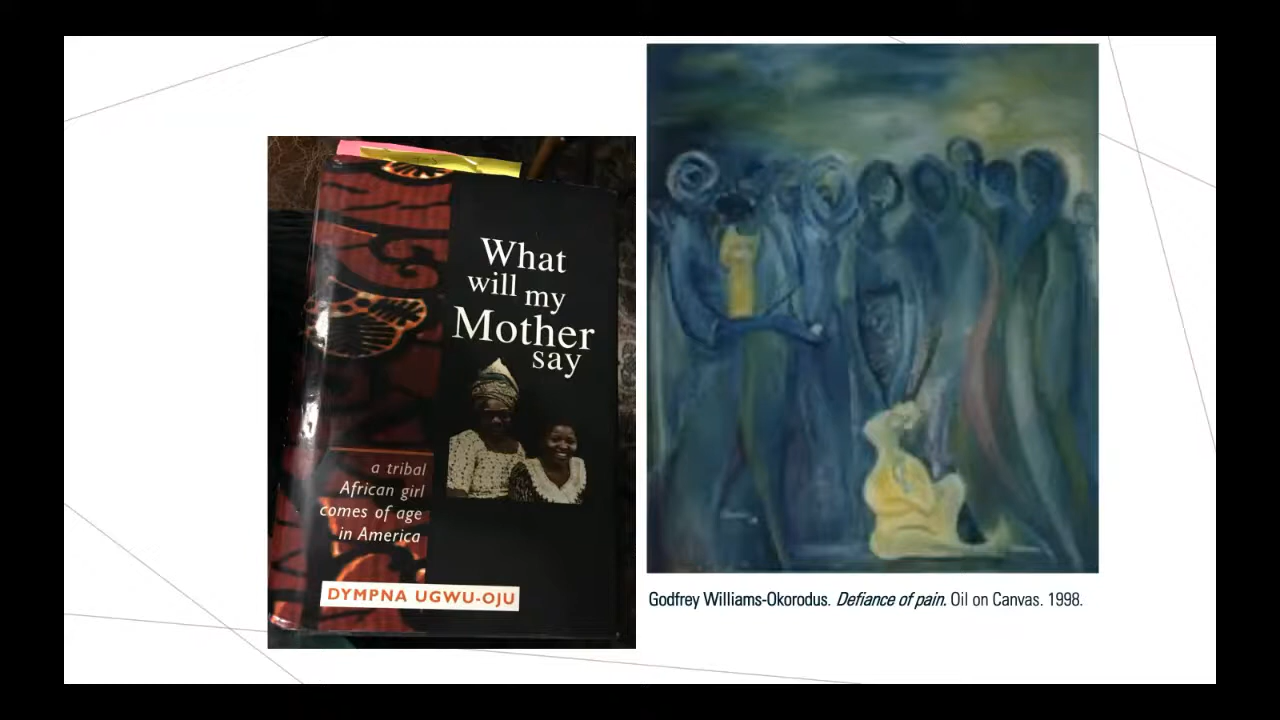 What
will my
Mother
say
a tribal
African girl
comes of age
in America
DYMPNA UGWU-OJU
Godfrey Williams-Okorodus. Defiance of pain. Oil on Canvas. 1998.